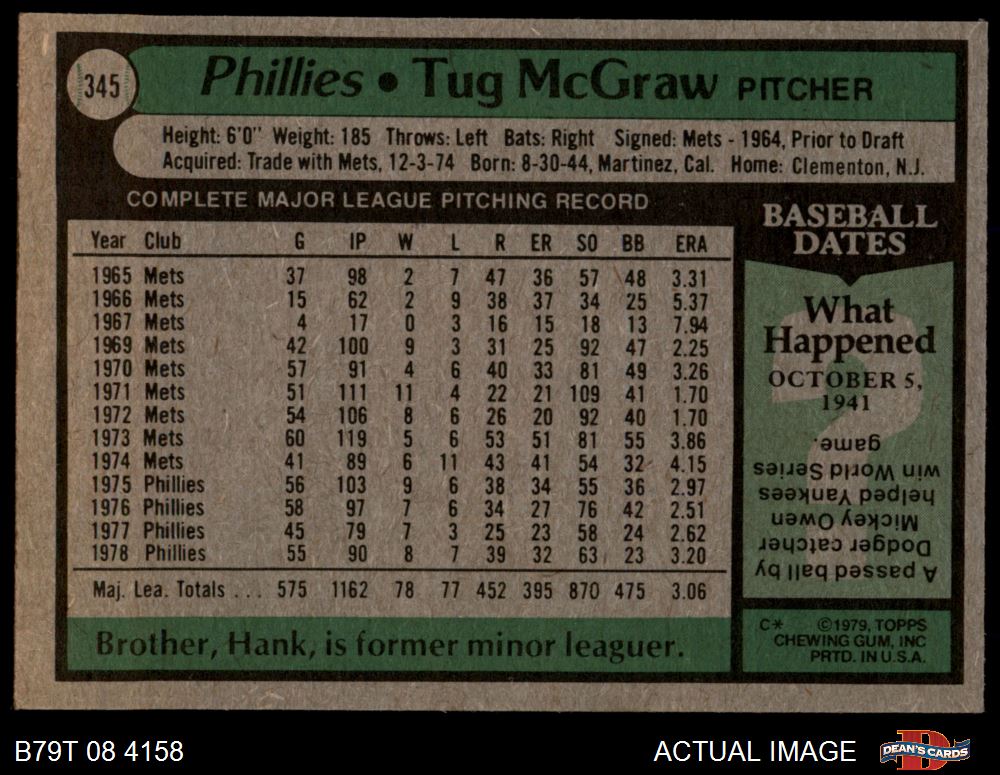 345
Phillies • Tug McGraw PITCHER
Height: 6'0" Weight: 185 Throws: Left Bats: Right Signed: Mets - 1964, Prior to Draft
Acquired: Trade with Mets, 12-3-74 Born: 8-30-44, Martinez, Cal. Home: Clementon, N.J.
COMPLETE MAJOR LEAGUE PITCHING RECORD
Year Club G IP W L R ER SO BB ERA
1965 Mets 37 98 2 7 47 36 57 48 3.31
1966 Mets 15 62 2 9 38 37 34 25 5.37
1967 Mets 4 17 0 3 16 15 18 13 7.94
1969 Mets 42 100 9 3 31 25 92 47 2.25
1970 Mets 57 91 4 6 40 33 81 49 3.26
1971 Mets 51 111 11 4 22 21 109 41 1.70
1972 Mets 54 106 8 6 26 20 92 40 1.70
1973 Mets 60 119 5 6 53 51 81 55 3.86
1974 Mets 41 89 6 11 43 41 54 32 4.15
1975 Phillies 56 103 9 6 38 34 55 36 2.97
1976 Phillies 58 97 7 6 34 27 76 42 2.51
1977 Phillies 45 79 7 3 25 23 58 24 2.62
1978 Phillies 55 90 8 7 39 32 63 23 3.20
Maj. Lea. Totals ... 575 1162 78 77 452 395 870 475 3.06
Brother, Hank, is former minor leaguer.
BASEBALL
DATES
What
Happened
OCTOBER 5,
1941
A passed ball by
Dodger catcher
Mickey Owen
helped Yankees
win World Series
game.
C* ©1979, TOPPS
CHEWING GUM, INC
PRTD. IN U.S.A.
B79T 08 4158
ACTUAL IMAGE
DEAN'S CARDS